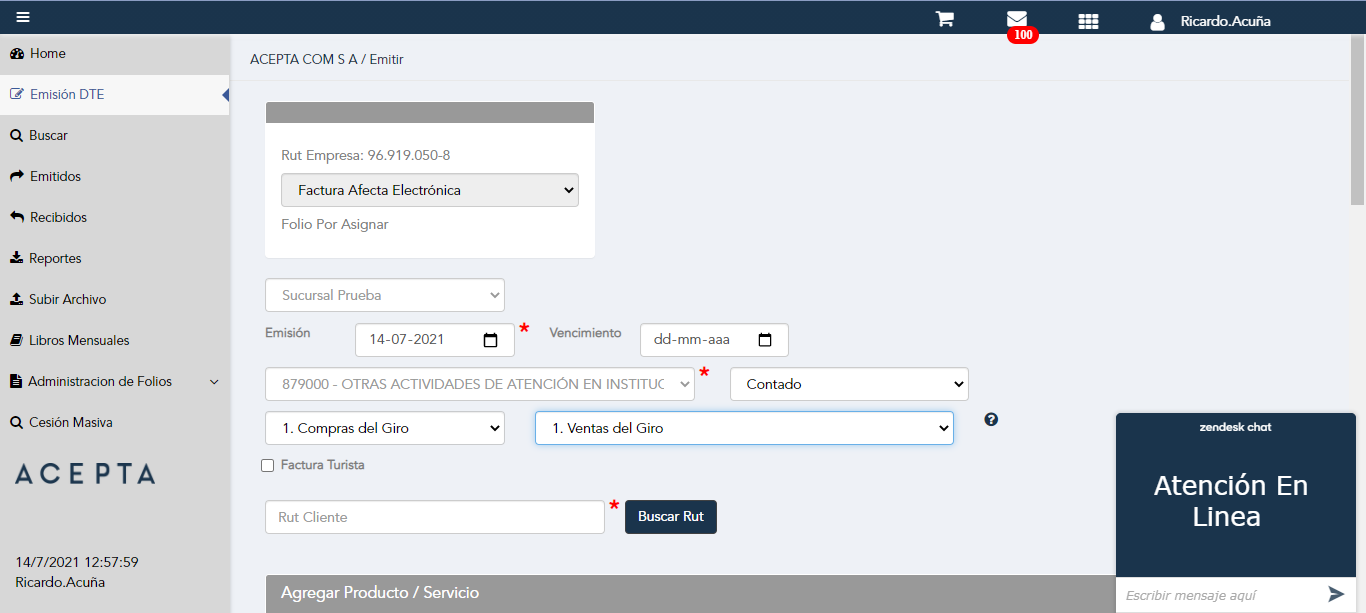 Ricardo.Acuña
100
Home
Emisión DTE
Buscar
Emitidos
Recibidos
Reportes
Subir Archivo
Libros Mensuales
Administracion de Folios
Cesión Masiva
ACEPTA
14/7/2021 12:57:59
Ricardo.Acuña
ACEPTA COM S A / Emitir
Rut Empresa: 96.919.050-8
Factura Afecta Electrónica
Folio Por Asignar
Sucursal Prueba
Emisión 14-07-2021 * Vencimiento dd-mm-aaa
879000 - OTRAS ACTIVIDADES DE ATENCIÓN EN INSTITUC * Contado
1. Compras del Giro 1. Ventas del Giro ?
Factura Turista
Rut Cliente * Buscar Rut
Agregar Producto / Servicio
zendesk chat
Atención En
Linea
Escribir mensaje aquí